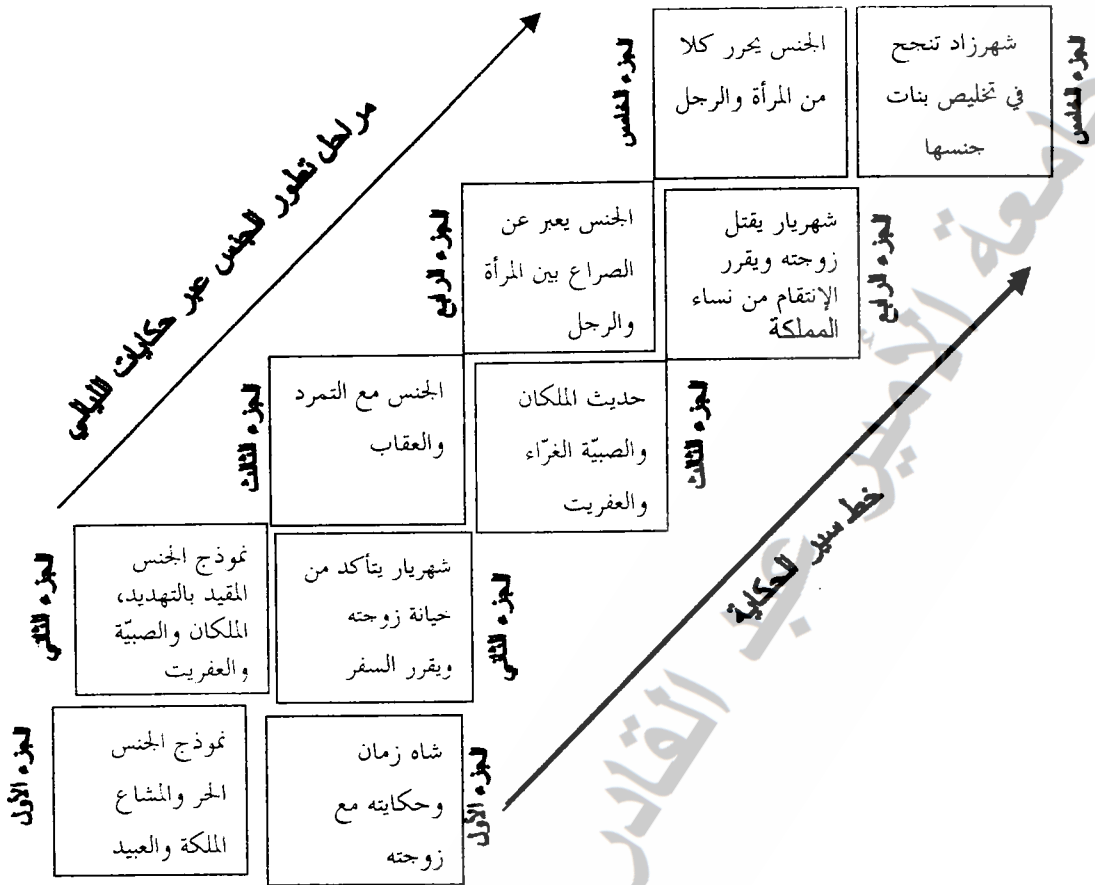 الجزء الخامس
شهرزاد تنجح
في تخليص بنات
جنسها
الجنس يحرر كلا
من المرأة والرجل
الجزء الخامس
مراحل تطور الجنس عبر حكايات الليالي
الجزء الرابع
شهريار يقتل
زوجته ويقرر
الإنتقام من نساء
المملكة
الجنس يعبر عن
الصراع بين المرأة
والرجل
الجزء الرابع
الجزء الثالث
حديث الملكان
والصبيّة الغرّاء
والعفريت
الجنس مع التمرد
والعقاب
الجزء الثالث
خط سير الحكاية
الجزء الثاني
شهريار يتأكد من
خيانة زوجته
ويقرر السفر
نموذج الجنس
المقيد بالتهديد،
الملكان والصبيّة
والعفريت
الجزء الثاني
الجزء الأول
شاه زمان
وحكايته مع
زوجته
نموذج الجنس
الحر والمشاع
الملكة والعبيد
الجزء الأول
الأمير عبد القادر